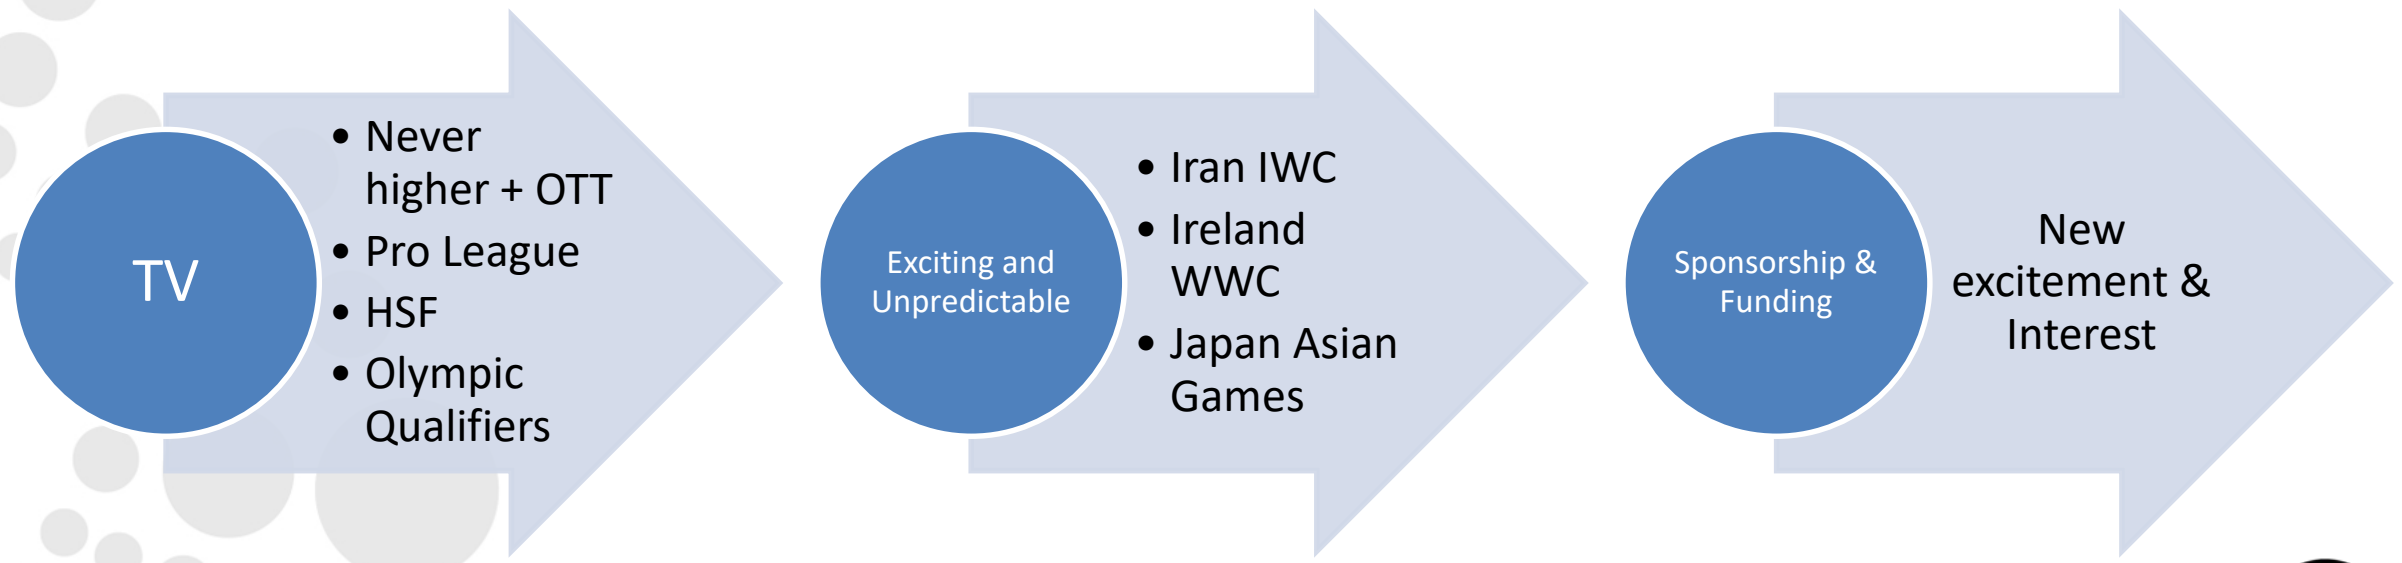 TV
• Never
higher + OTT
• Pro League
• HSF
• Olympic
Qualifiers
Exciting and
Unpredictable
• Iran IWC
• Ireland
WWC
• Japan Asian
Games
Sponsorship &
Funding
New
excitement &
Interest